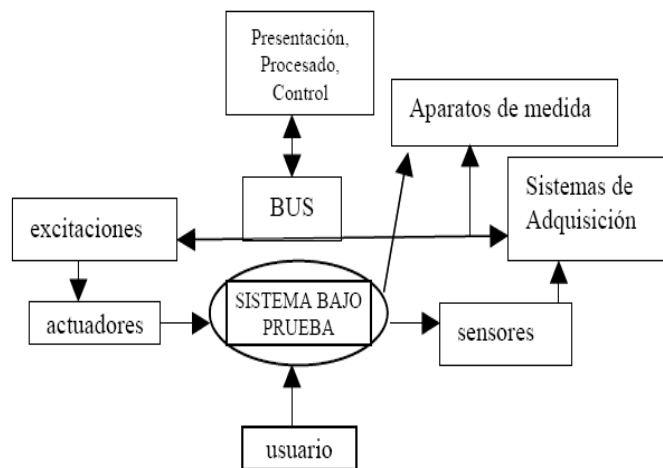 Presentación,
Procesado,
Control
Aparatos de medida
BUS
Sistemas de
Adquisición
excitaciones
SISTEMA BAJO
PRUEBA
actuadores
sensores
usuario